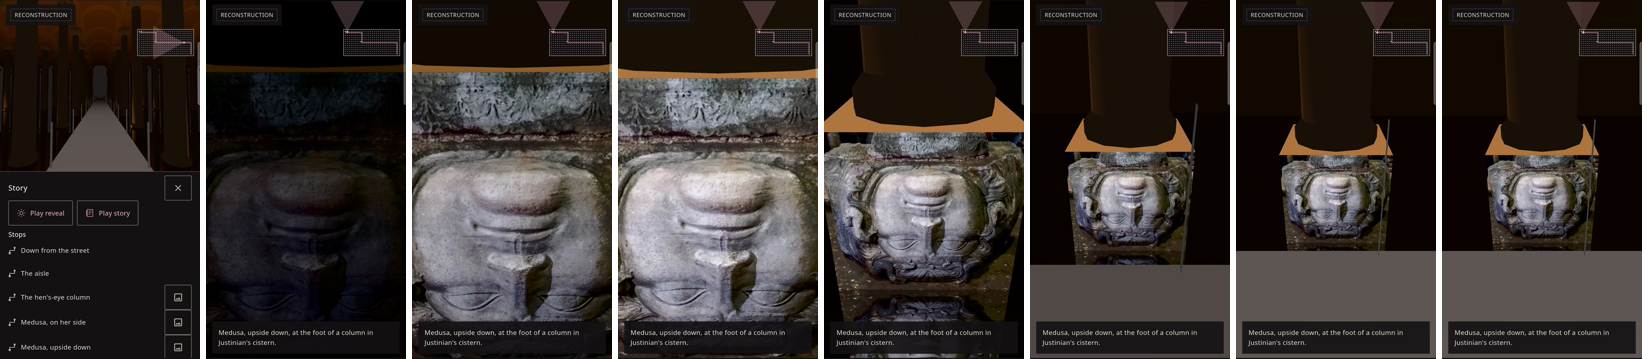 RECONSTRUCTION
Story
Play reveal
Play story
Stops
Down from the street
The aisle
The hen's-eye column
Medusa, on her side
Medusa, upside down
RECONSTRUCTION
Medusa, upside down, at the foot of a column in
Justinian's cistern.
RECONSTRUCTION
Medusa, upside down, at the foot of a column in
Justinian's cistern.
RECONSTRUCTION
Medusa, upside down, at the foot of a column in
Justinian's cistern.
RECONSTRUCTION
Medusa, upside down, at the foot of a column in
Justinian's cistern.
RECONSTRUCTION
Medusa, upside down, at the foot of a column in
Justinian's cistern.
RECONSTRUCTION
Medusa, upside down, at the foot of a column in
Justinian's cistern.
RECONSTRUCTION
Medusa, upside down, at the foot of a column in
Justinian's cistern.